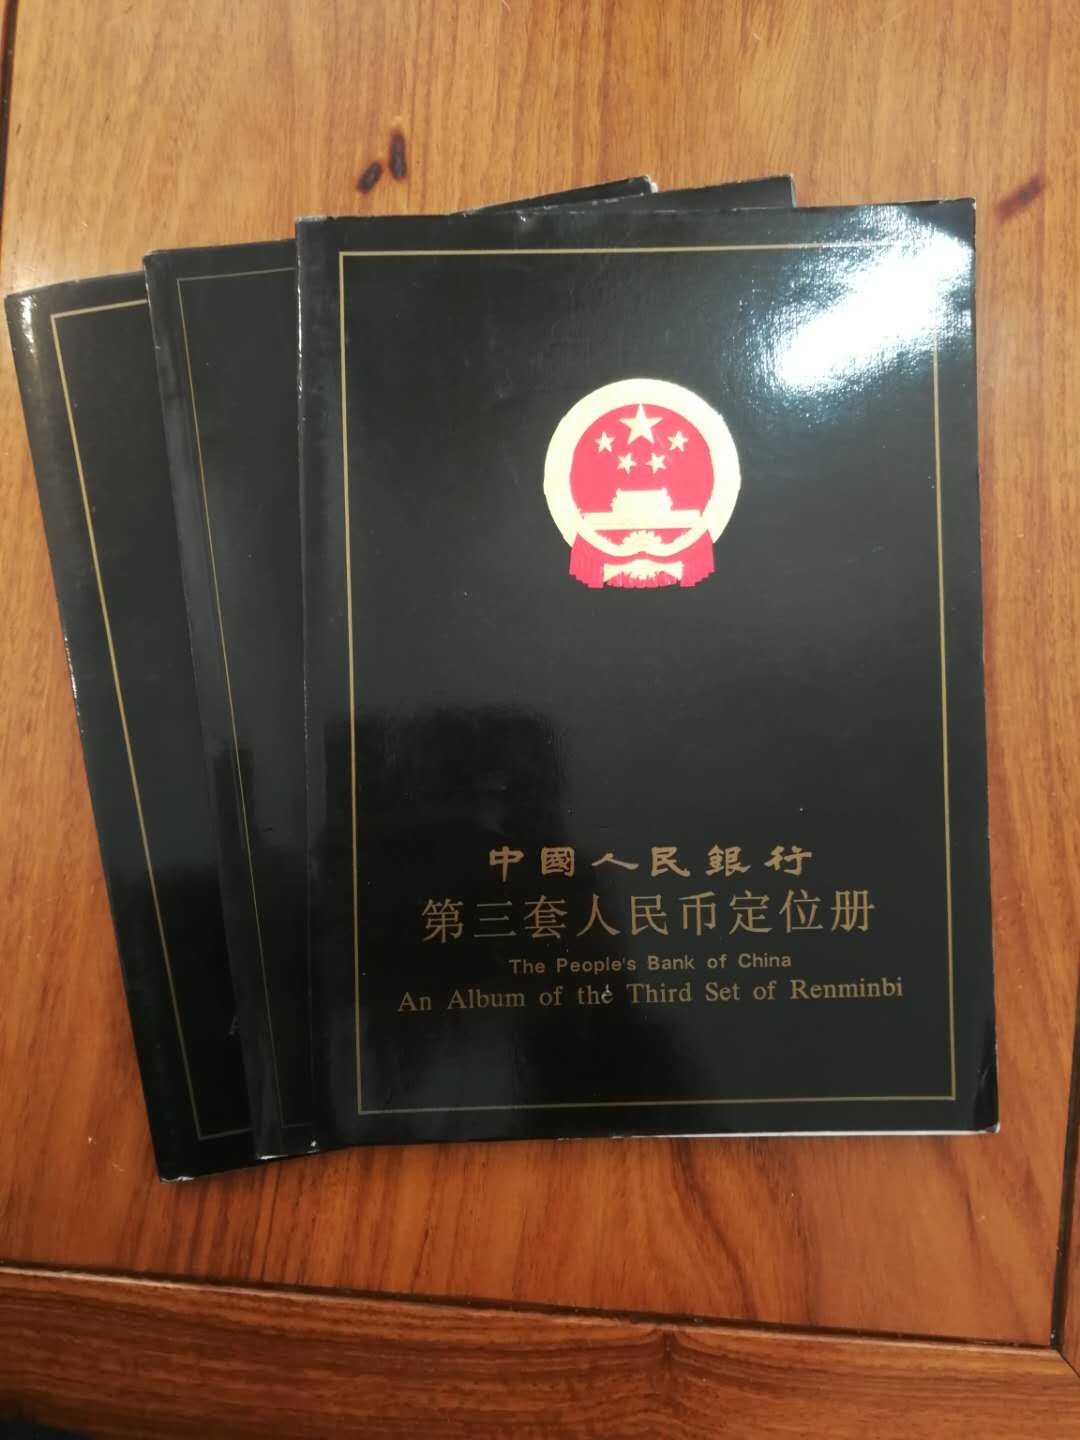 中國人民銀行
第三套人民币定位册
The People's Bank of China
An Album of the Third Set of Renminbi
A